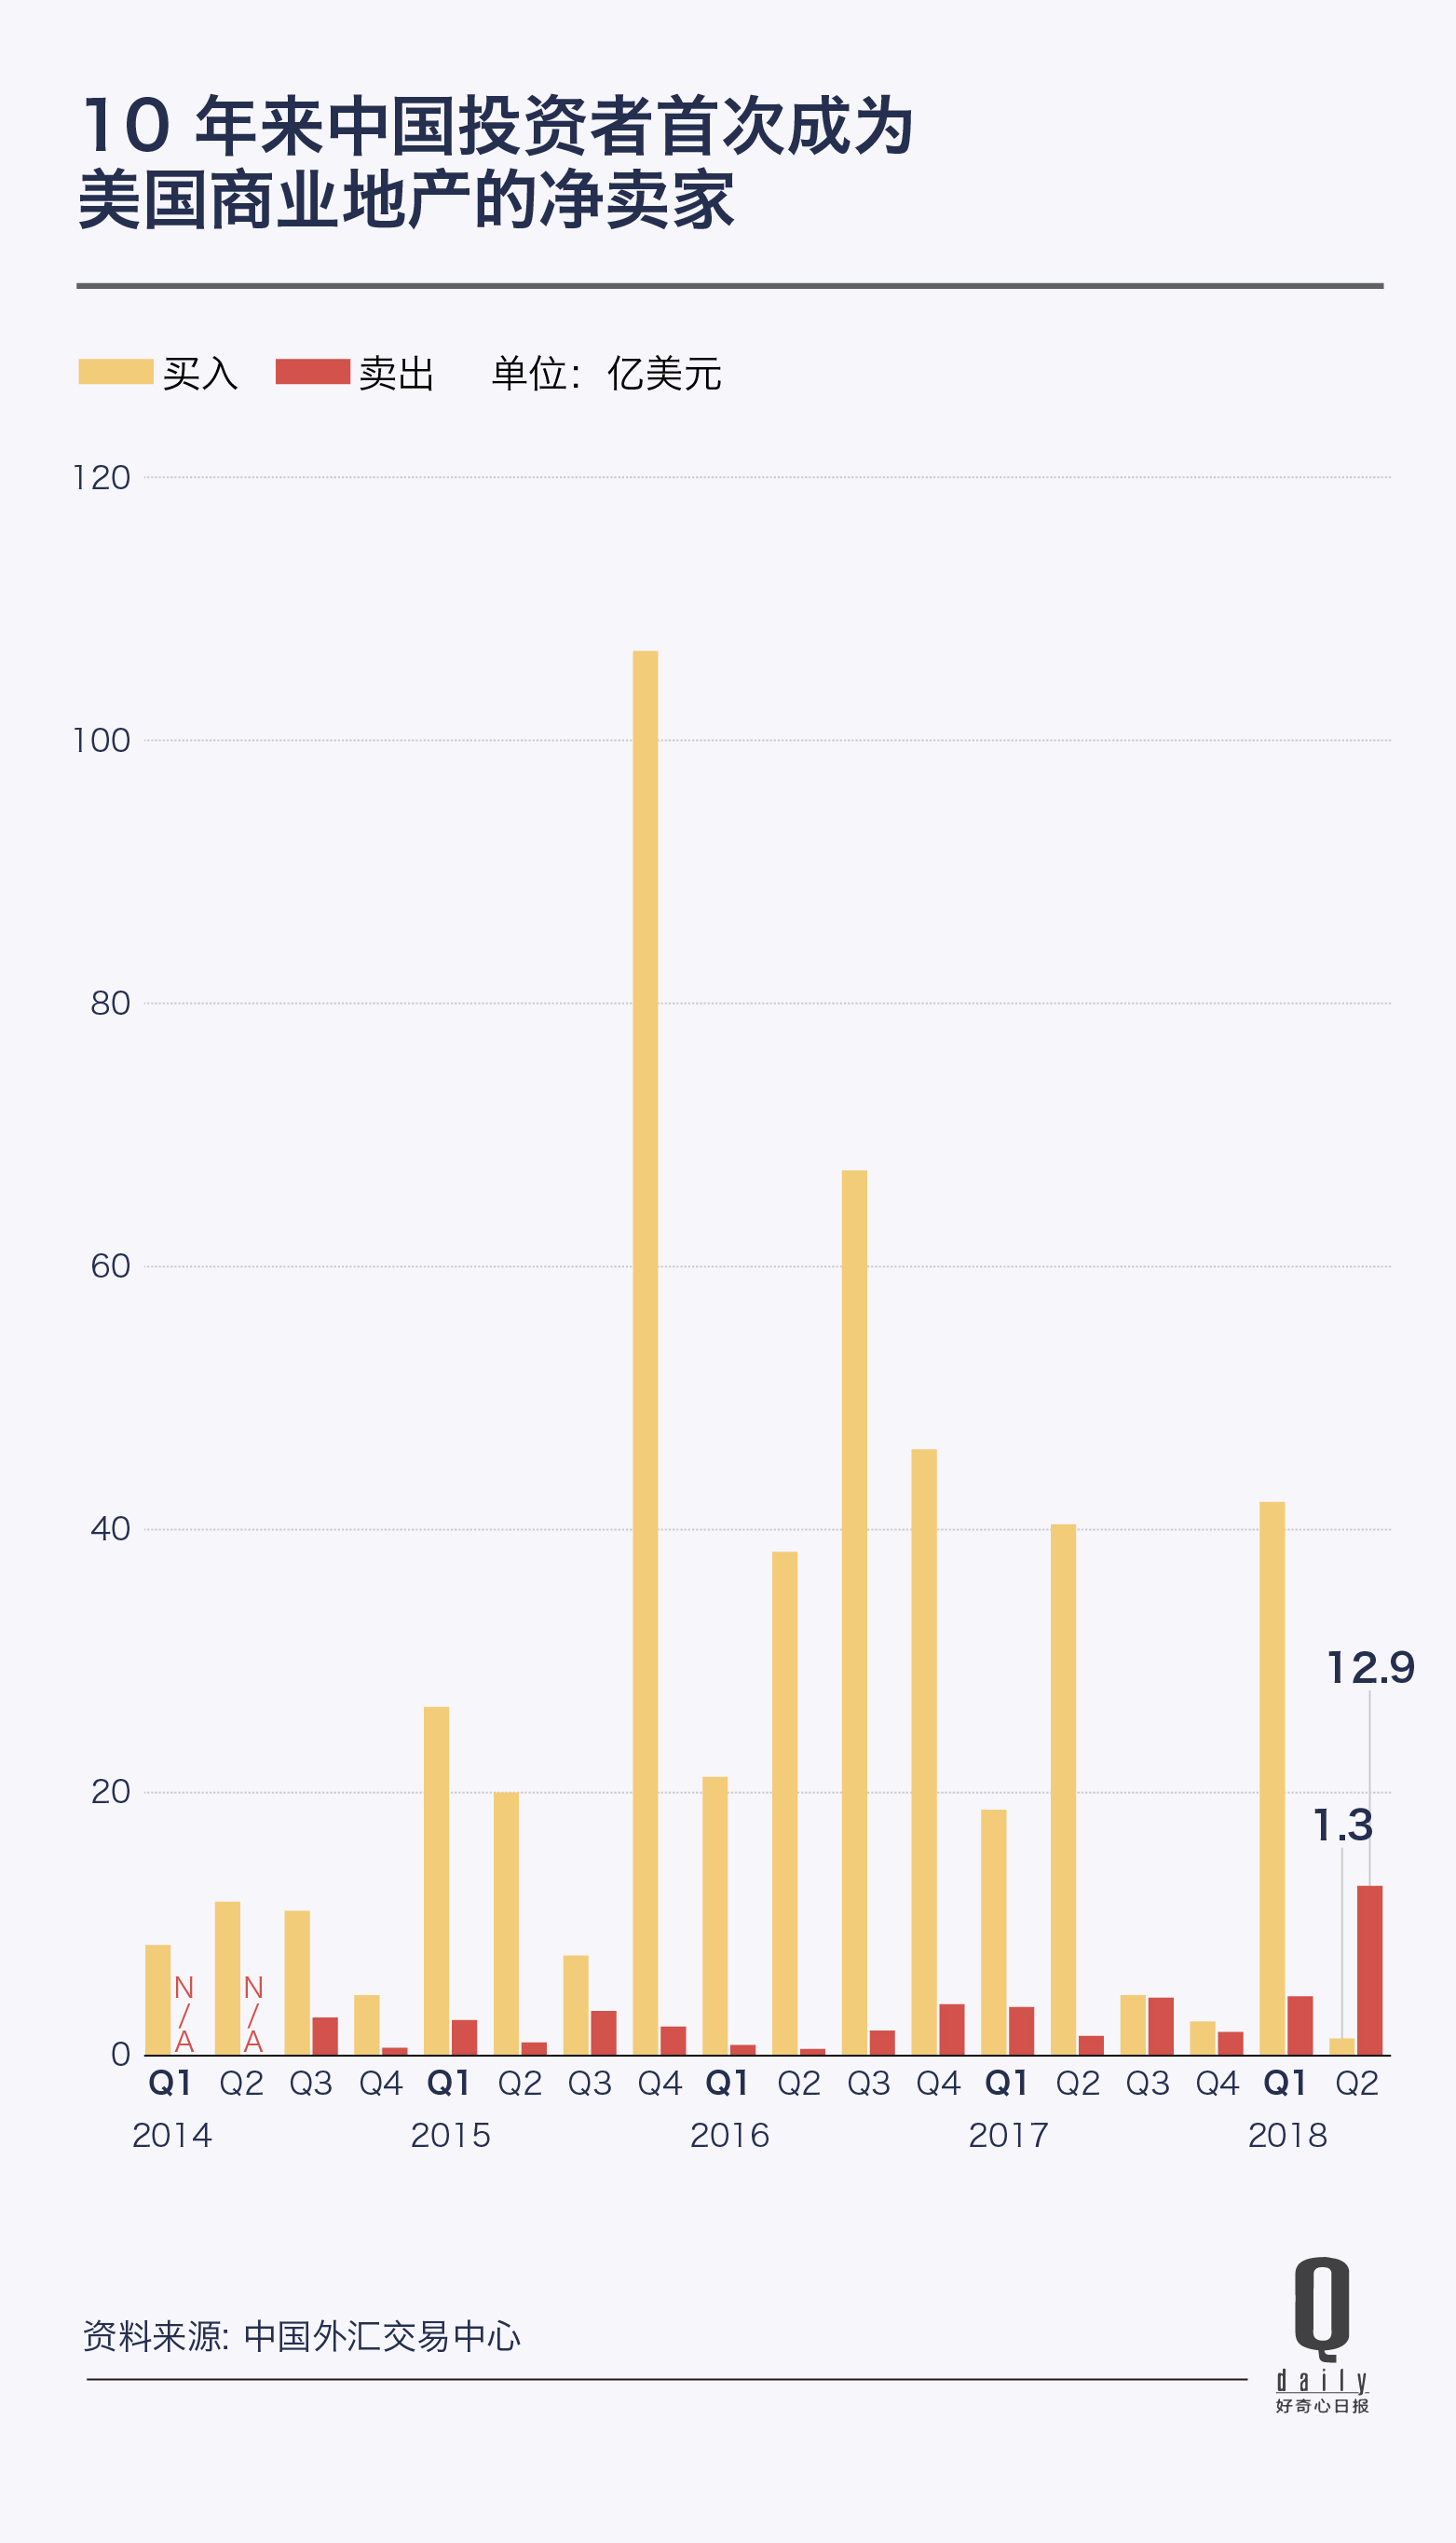 10 年来中国投资者首次成为
美国商业地产的净卖家
买入 卖出 单位：亿美元
120
100
80
60
40
20
0
12.9
1.3
N/A N/A
Q1 Q2 Q3 Q4 Q1 Q2 Q3 Q4 Q1 Q2 Q3 Q4 Q1 Q2 Q3 Q4 Q1 Q2
2014 2015 2016 2017 2018
资料来源: 中国外汇交易中心
Q
daily
好奇心日报